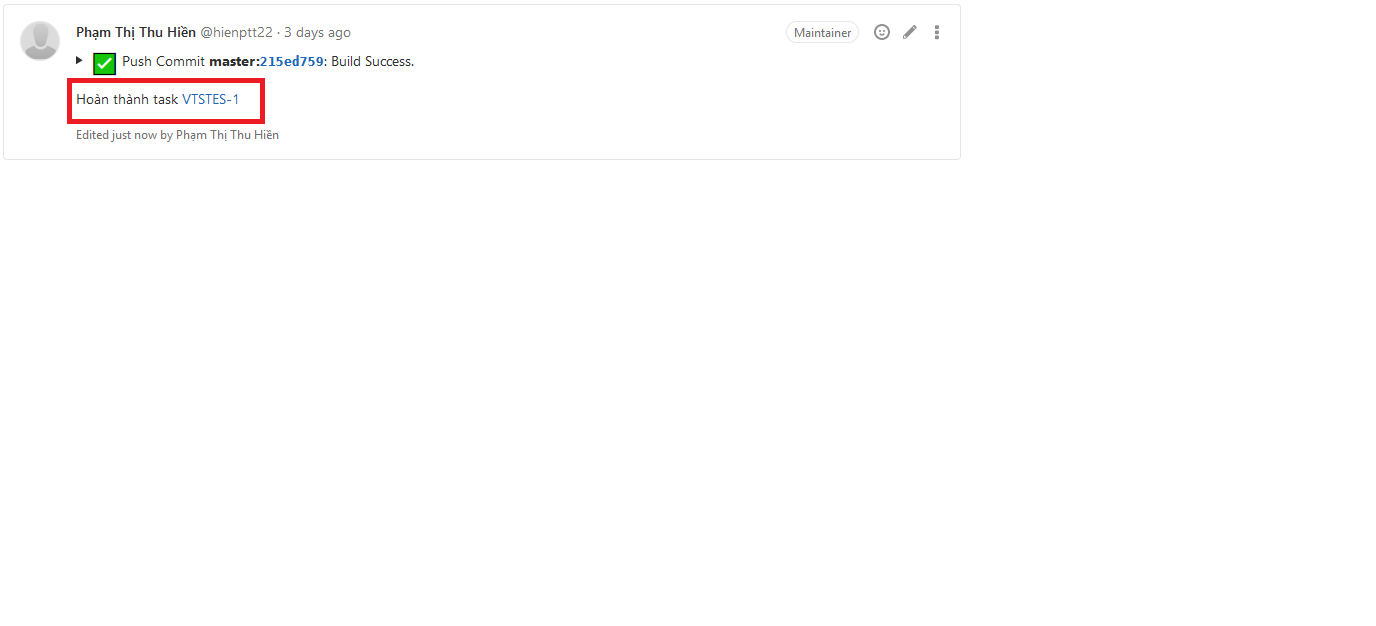 Phạm Thị Thu Hiền @hienptt22 · 3 days ago Maintainer
Push Commit master:215ed759: Build Success.
Hoàn thành task VTSTES-1
Edited just now by Phạm Thị Thu Hiền